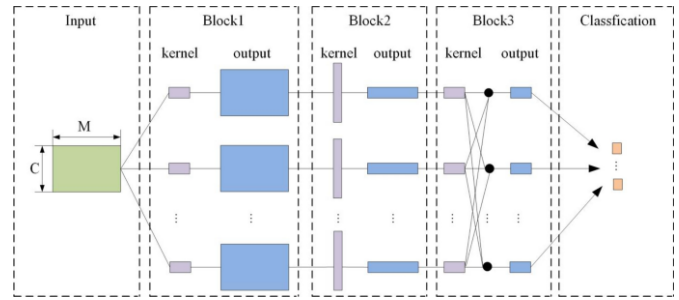 Input Block1 Block2 Block3 Classfication
kernel output kernel output kernel output
M
C